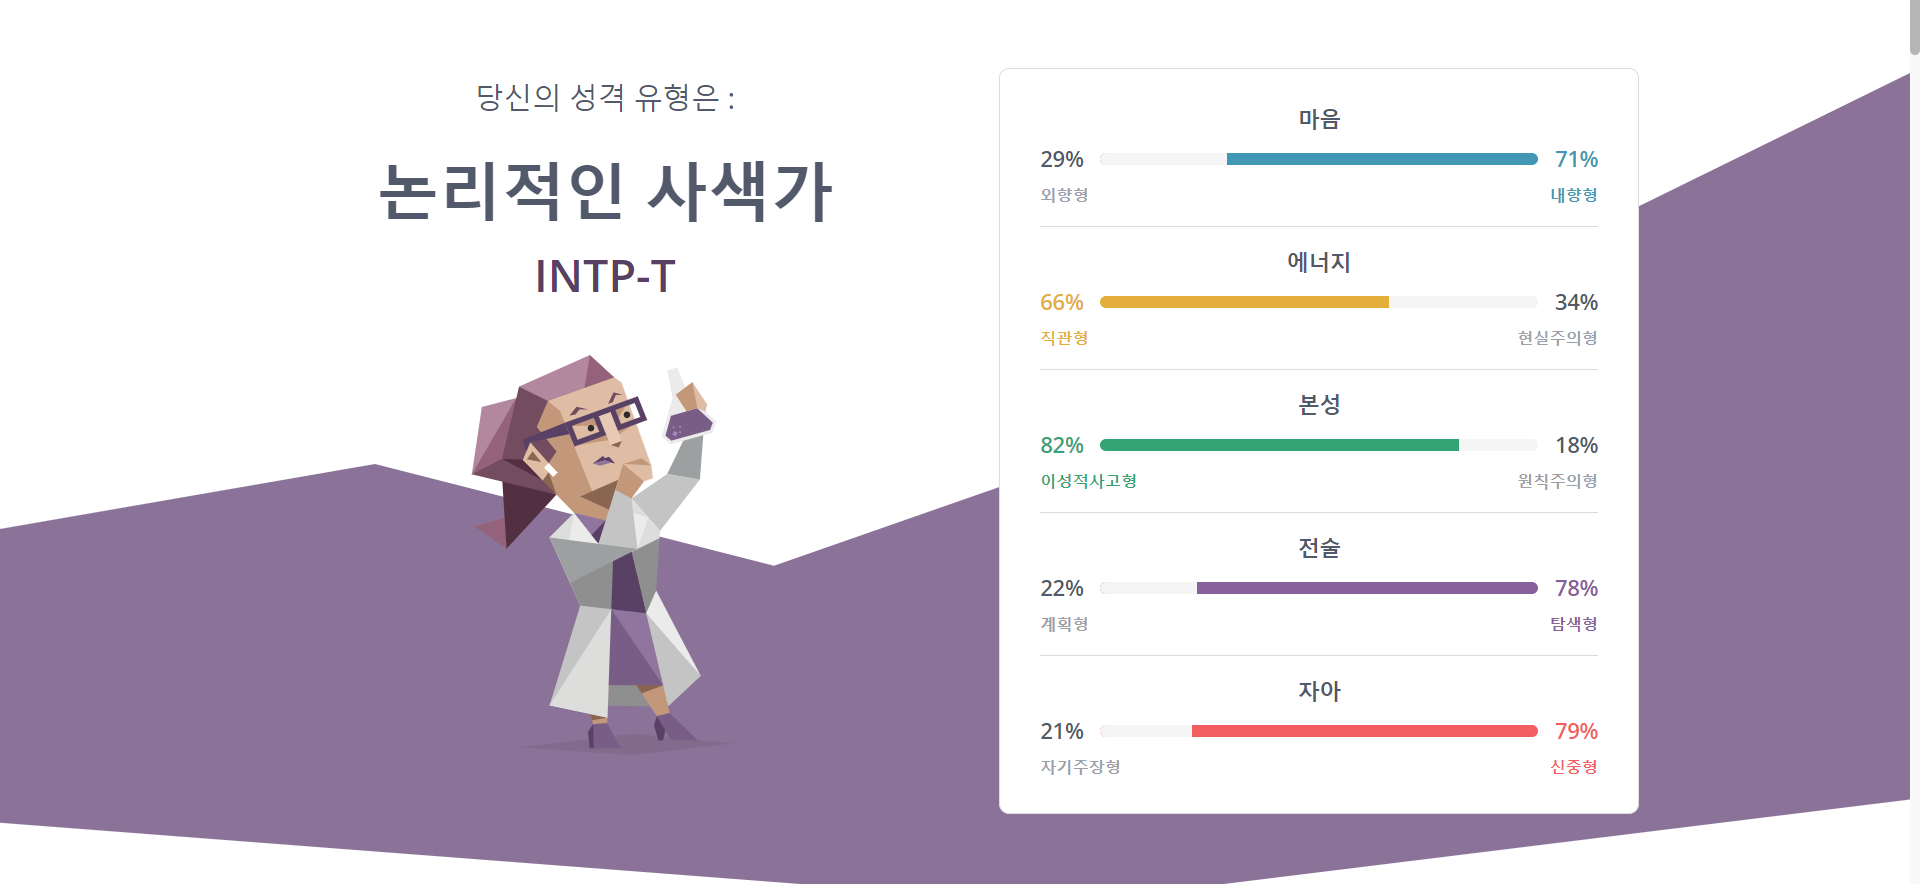 당신의 성격 유형은 :
논리적인 사색가
INTP-T
마음
29% 71%
외향형 내향형
에너지
66% 34%
직관형 현실주의형
본성
82% 18%
이성적사고형 원칙주의형
전술
22% 78%
계획형 탐색형
자아
21% 79%
자기주장형 신중형